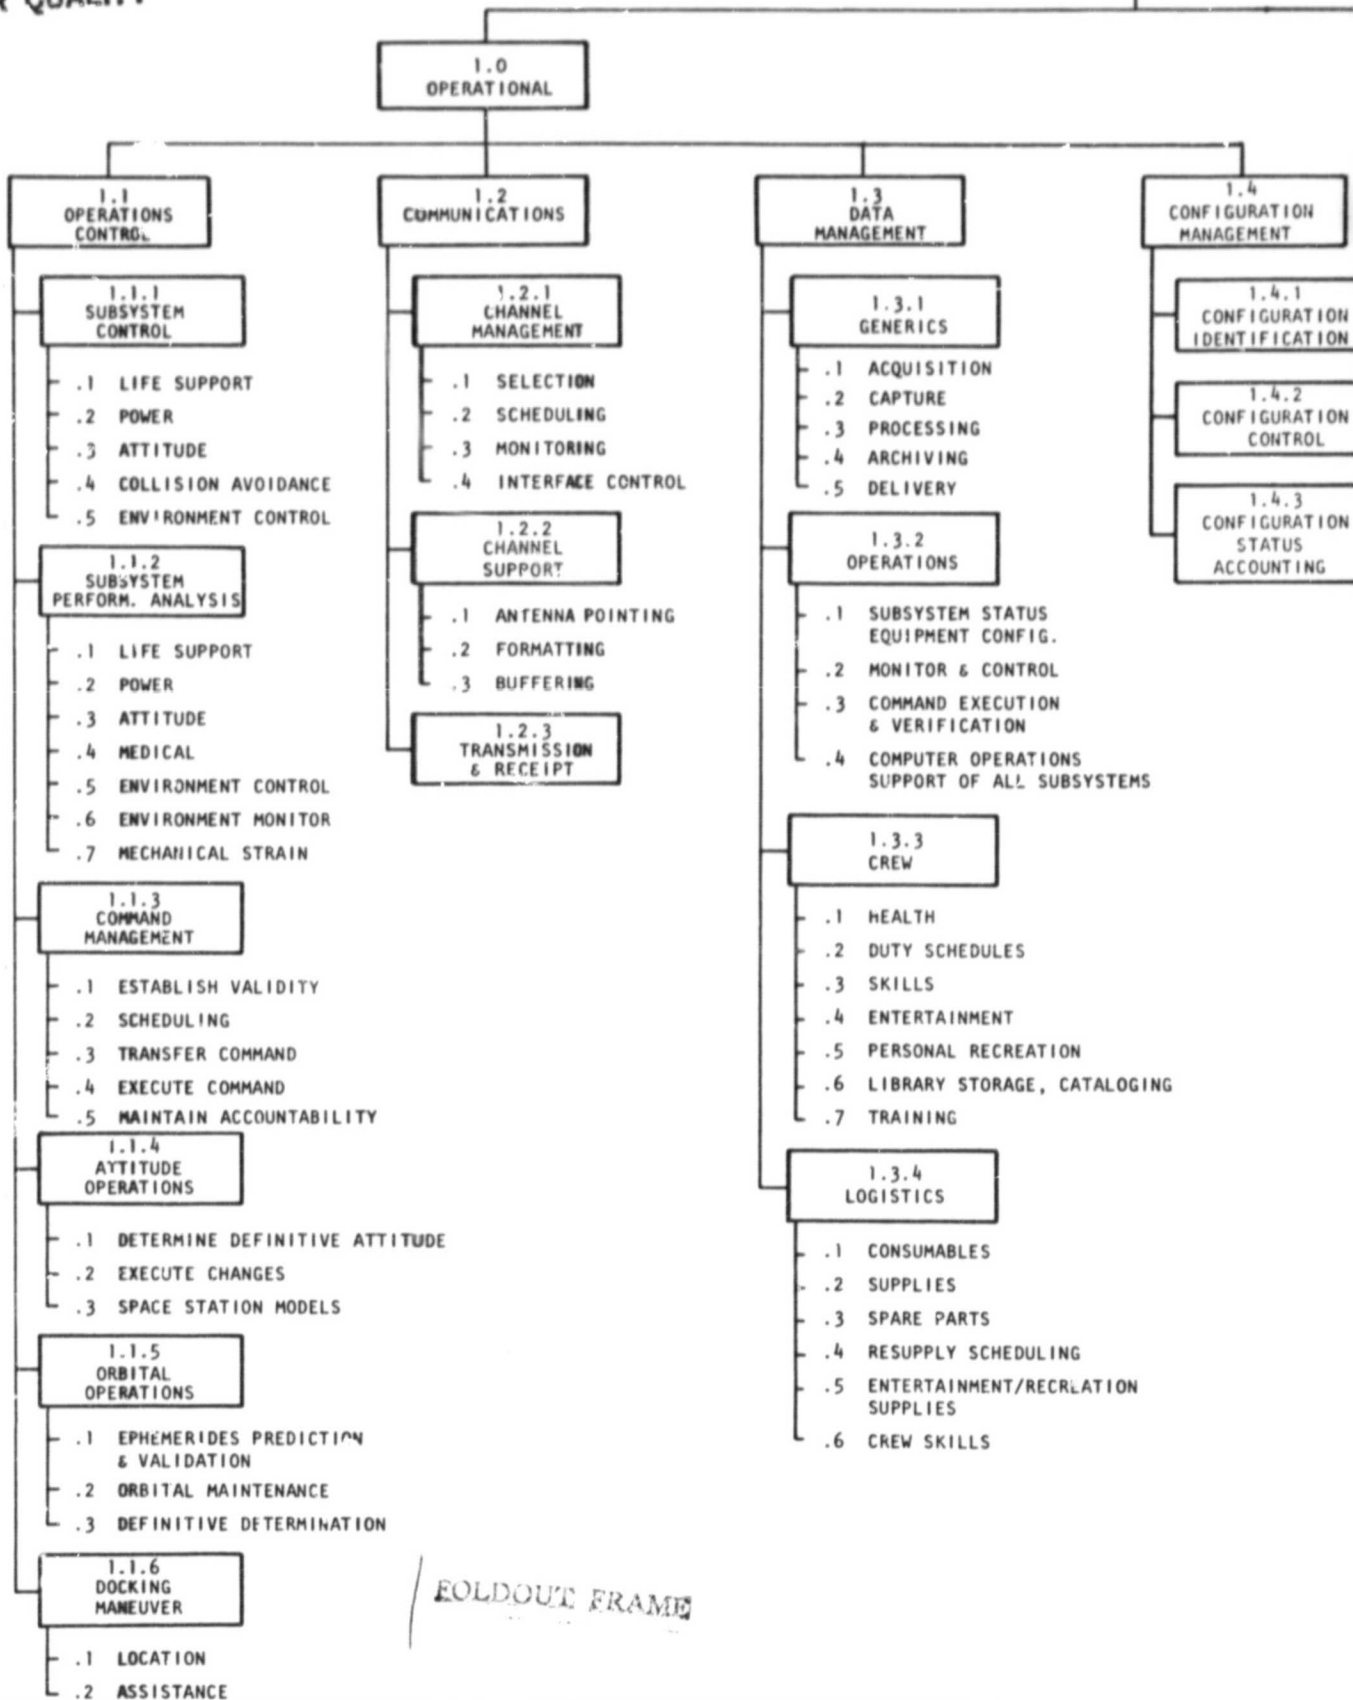 QUALITY
1.0
OPERATIONAL
1.1
OPERATIONS
CONTROL
1.1.1
SUBSYSTEM
CONTROL
.1 LIFE SUPPORT
.2 POWER
.3 ATTITUDE
.4 COLLISION AVOIDANCE
.5 ENVIRONMENT CONTROL
1.1.2
SUBSYSTEM
PERFORM. ANALYSIS
.1 LIFE SUPPORT
.2 POWER
.3 ATTITUDE
.4 MEDICAL
.5 ENVIRONMENT CONTROL
.6 ENVIRONMENT MONITOR
.7 MECHANICAL STRAIN
1.1.3
COMMAND
MANAGEMENT
.1 ESTABLISH VALIDITY
.2 SCHEDULING
.3 TRANSFER COMMAND
.4 EXECUTE COMMAND
.5 MAINTAIN ACCOUNTABILITY
1.1.4
ATTITUDE
OPERATIONS
.1 DETERMINE DEFINITIVE ATTITUDE
.2 EXECUTE CHANGES
.3 SPACE STATION MODELS
1.1.5
ORBITAL
OPERATIONS
.1 EPHEMERIDES PREDICTION
& VALIDATION
.2 ORBITAL MAINTENANCE
.3 DEFINITIVE DETERMINATION
1.1.6
DOCKING
MANEUVER
.1 LOCATION
.2 ASSISTANCE
1.2
COMMUNICATIONS
1.2.1
CHANNEL
MANAGEMENT
.1 SELECTION
.2 SCHEDULING
.3 MONITORING
.4 INTERFACE CONTROL
1.2.2
CHANNEL
SUPPORT
.1 ANTENNA POINTING
.2 FORMATTING
.3 BUFFERING
1.2.3
TRANSMISSION
& RECEIPT
1.3
DATA
MANAGEMENT
1.3.1
GENERICS
.1 ACQUISITION
.2 CAPTURE
.3 PROCESSING
.4 ARCHIVING
.5 DELIVERY
1.3.2
OPERATIONS
.1 SUBSYSTEM STATUS
EQUIPMENT CONFIG.
.2 MONITOR & CONTROL
.3 COMMAND EXECUTION
& VERIFICATION
.4 COMPUTER OPERATIONS
SUPPORT OF ALL SUBSYSTEMS
1.3.3
CREW
.1 HEALTH
.2 DUTY SCHEDULES
.3 SKILLS
.4 ENTERTAINMENT
.5 PERSONAL RECREATION
.6 LIBRARY STORAGE, CATALOGING
.7 TRAINING
1.3.4
LOGISTICS
.1 CONSUMABLES
.2 SUPPLIES
.3 SPARE PARTS
.4 RESUPPLY SCHEDULING
.5 ENTERTAINMENT/RECREATION
SUPPLIES
.6 CREW SKILLS
1.4
CONFIGURATION
MANAGEMENT
1.4.1
CONFIGURATION
IDENTIFICATION
1.4.2
CONFIGURATION
CONTROL
1.4.3
CONFIGURATION
STATUS
ACCOUNTING
FOLDOUT FRAME